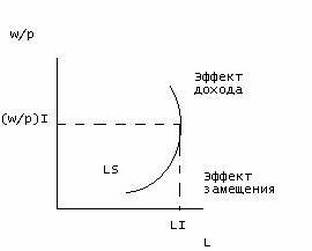 w/p
Эффект
дохода
(w/p)I
LS
Эффект
замещения
LI
L